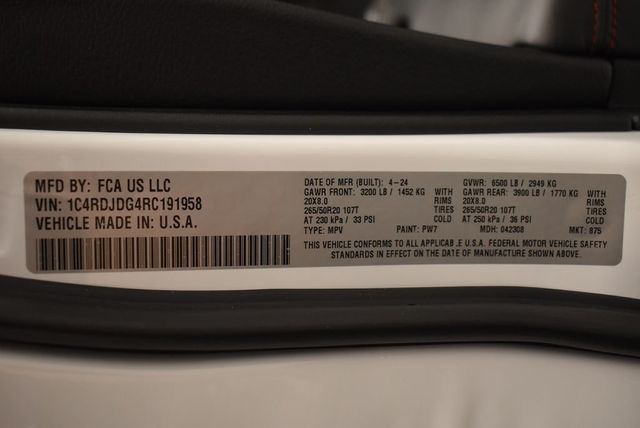 MFD BY: FCA US LLC
VIN: 1C4RDJDG4RC191958
VEHICLE MADE IN: U.S.A.
DATE OF MFR (BUILT): 4-24
GVWR: 6500 LB / 2949 KG
GAWR FRONT: 3200 LB / 1452 KG WITH
20X8.0 RIMS
265/50R20 107T TIRES
AT 230 kPa / 33 PSI COLD
GAWR REAR: 3900 LB / 1770 KG WITH
20X8.0 RIMS
265/50R20 107T TIRES
AT 250 kPa / 36 PSI COLD
TYPE: MPV PAINT: PW7 MDH: 042308 MKT: 875
THIS VEHICLE CONFORMS TO ALL APPLICAB .E U.S.A. FEDERAL MOTOR VEHICLE SAFETY
STANDARDS IN EFFECT ON THE DATE OF MANUFACTURE SHOWN ABOVE.